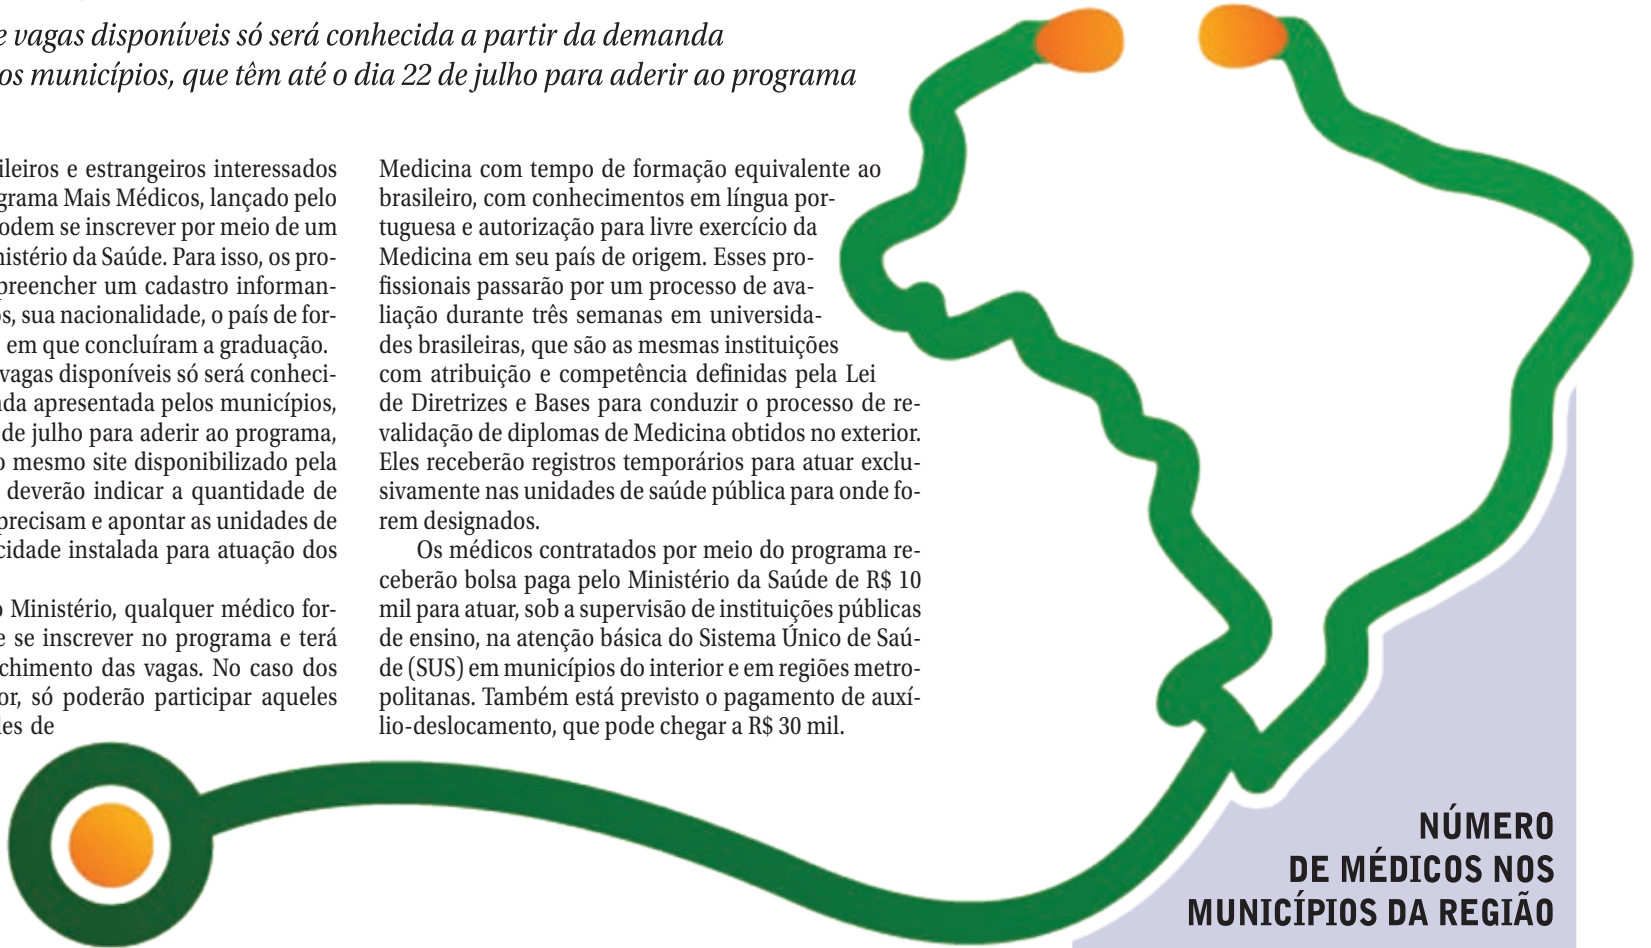 e vagas disponíveis só será conhecida a partir da demanda
os municípios, que têm até o dia 22 de julho para aderir ao programa
ileiros e estrangeiros interessados
grama Mais Médicos, lançado pelo
odem se inscrever por meio de um
nistério da Saúde. Para isso, os pro-
preencher um cadastro informan-
os, sua nacionalidade, o país de for-
em que concluíram a graduação.
vagas disponíveis só será conheci-
nda apresentada pelos municípios,
de julho para aderir ao programa,
o mesmo site disponibilizado pela
deverão indicar a quantidade de
precisam e apontar as unidades de
cidade instalada para atuação dos
o Ministério, qualquer médico for-
e se inscrever no programa e terá
chimento das vagas. No caso dos
or, só poderão participar aqueles
les de
Medicina com tempo de formação equivalente ao
brasileiro, com conhecimentos em língua por-
tuguesa e autorização para livre exercício da
Medicina em seu país de origem. Esses pro-
fissionais passarão por um processo de ava-
liação durante três semanas em universida-
des brasileiras, que são as mesmas instituições
com atribuição e competência definidas pela Lei
de Diretrizes e Bases para conduzir o processo de re-
validação de diplomas de Medicina obtidos no exterior.
Eles receberão registros temporários para atuar exclu-
sivamente nas unidades de saúde pública para onde fo-
rem designados.
Os médicos contratados por meio do programa re-
ceberão bolsa paga pelo Ministério da Saúde de R$ 10
mil para atuar, sob a supervisão de instituições públicas
de ensino, na atenção básica do Sistema Único de Saú-
de (SUS) em municípios do interior e em regiões metro-
politanas. Também está previsto o pagamento de auxí-
lio-deslocamento, que pode chegar a R$ 30 mil.
NÚMERO
DE MÉDICOS NOS
MUNICÍPIOS DA REGIÃO